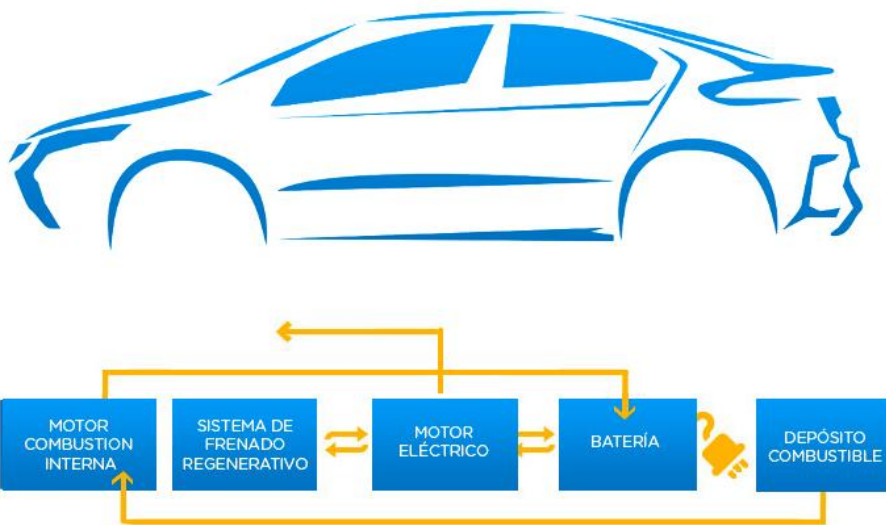 MOTOR
COMBUSTION
INTERNA
SISTEMA DE
FRENADO
REGENERATIVO
MOTOR
ELÉCTRICO
BATERÍA
DEPÓSITO
COMBUSTIBLE